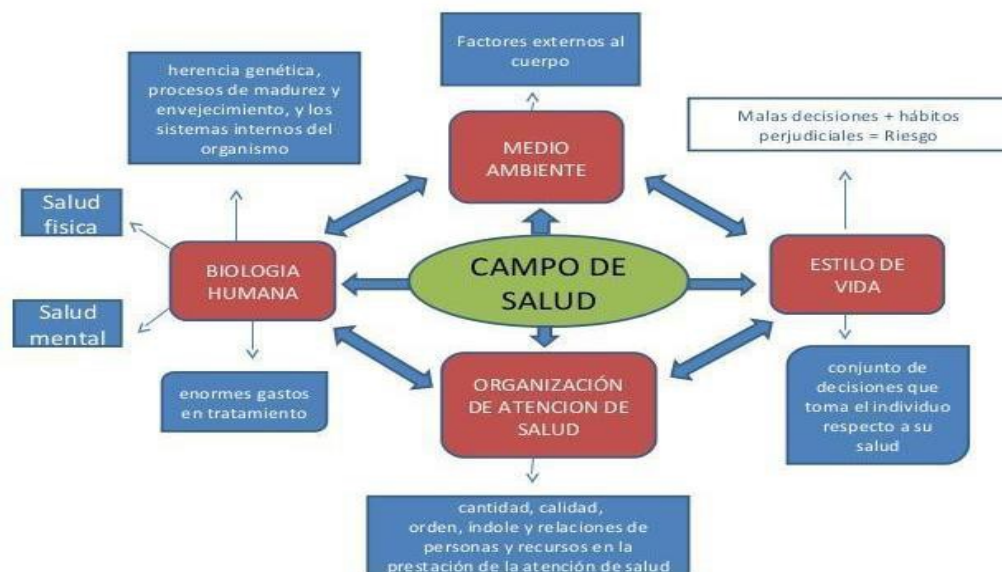 Factores externos al
cuerpo
herencia genética,
procesos de madurez y
envejecimiento, y los
sistemas internos del
organismo
Malas decisiones + hábitos
perjudiciales = Riesgo
MEDIO
AMBIENTE
Salud
fisica
BIOLOGIA
HUMANA
CAMPO DE
SALUD
ESTILO DE
VIDA
Salud
mental
enormes gastos
en tratamiento
ORGANIZACIÓN
DE ATENCION DE
SALUD
conjunto de
decisiones que
toma el individuo
respecto a su
salud
cantidad, calidad,
orden, índole y relaciones de
personas y recursos en la
prestación de la atención de salud